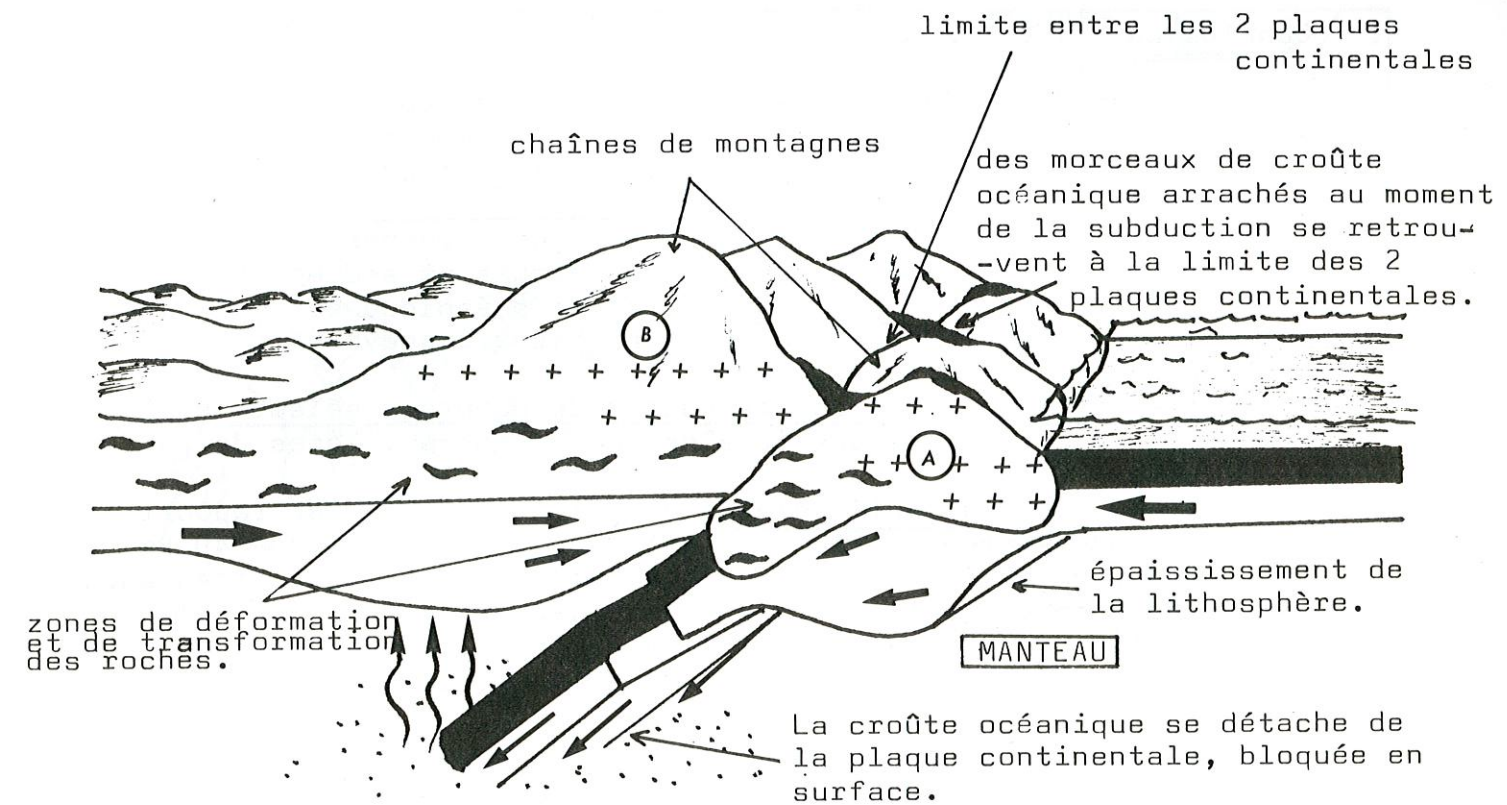 limite entre les 2 plaques
continentales
chaînes de montagnes
des morceaux de croûte
océanique arrachés au moment
de la subduction se retrou-
-vent à la limite des 2
plaques continentales.
B
A
épaississement de
la lithosphère.
zones de déformation
et de transformation
des roches.
MANTEAU
La croûte océanique se détache de
la plaque continentale, bloquée en
surface.